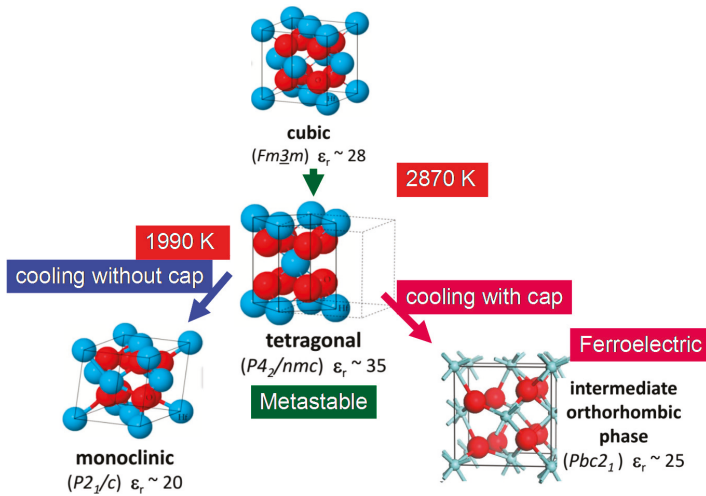 cubic
(Fm3m) εr ~ 28
2870 K
1990 K
cooling without cap
cooling with cap
tetragonal
(P42/nmc) εr ~ 35
Metastable
Ferroelectric
intermediate
orthorhombic
phase
(Pbc21) εr ~ 25
monoclinic
(P21/c) εr ~ 20